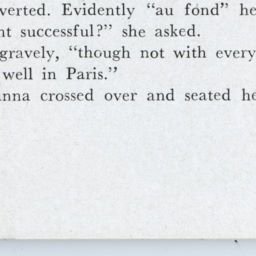 verted. Evidently “au fond” he
nt successful?” she asked.
gravely, “though not with every
well in Paris.”
anna crossed over and seated he